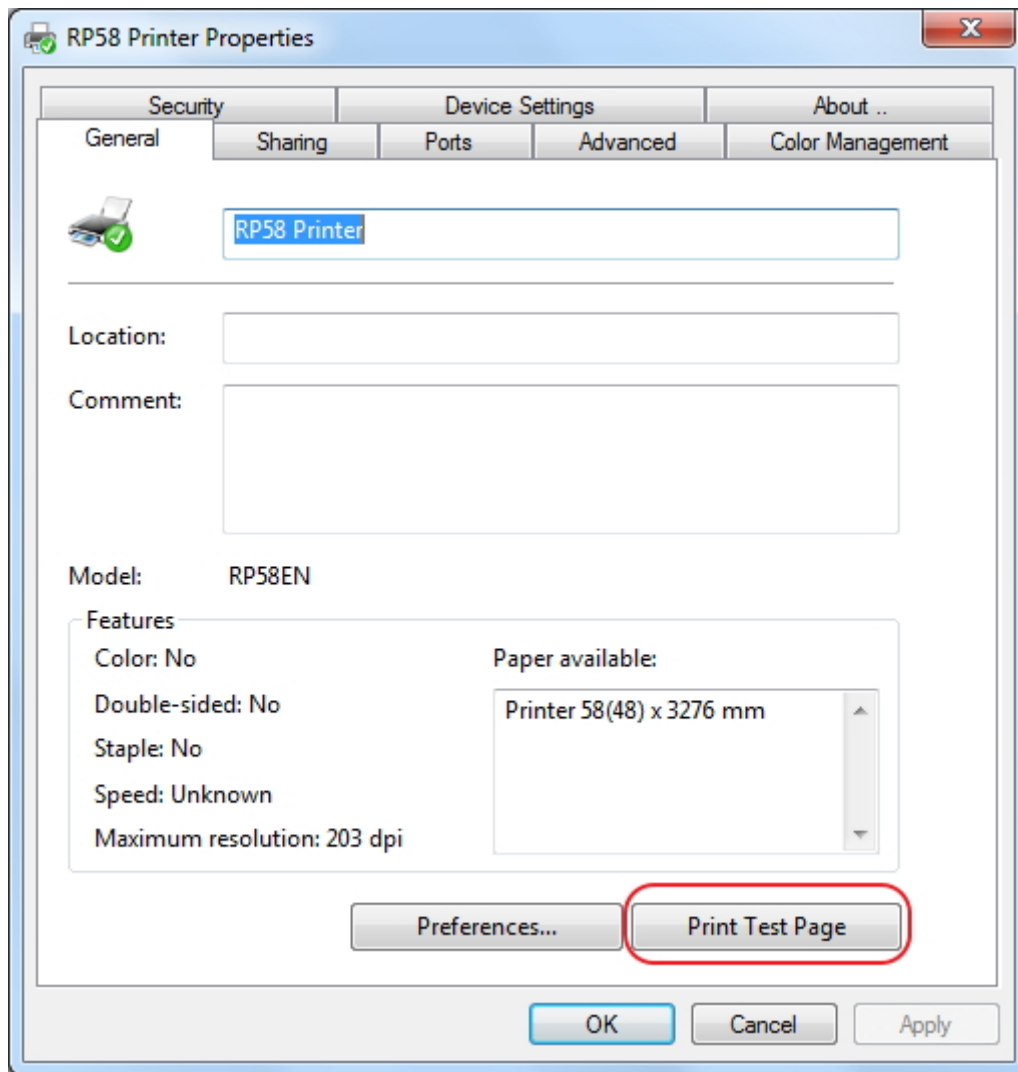 RP58 Printer Properties
X
Security Device Settings About ..
General Sharing Ports Advanced Color Management
RP58 Printer
Location:
Comment:
Model: RP58EN
Features
Color: No Paper available:
Double-sided: No Printer 58(48) x 3276 mm
Staple: No
Speed: Unknown
Maximum resolution: 203 dpi
Preferences... Print Test Page
OK Cancel Apply